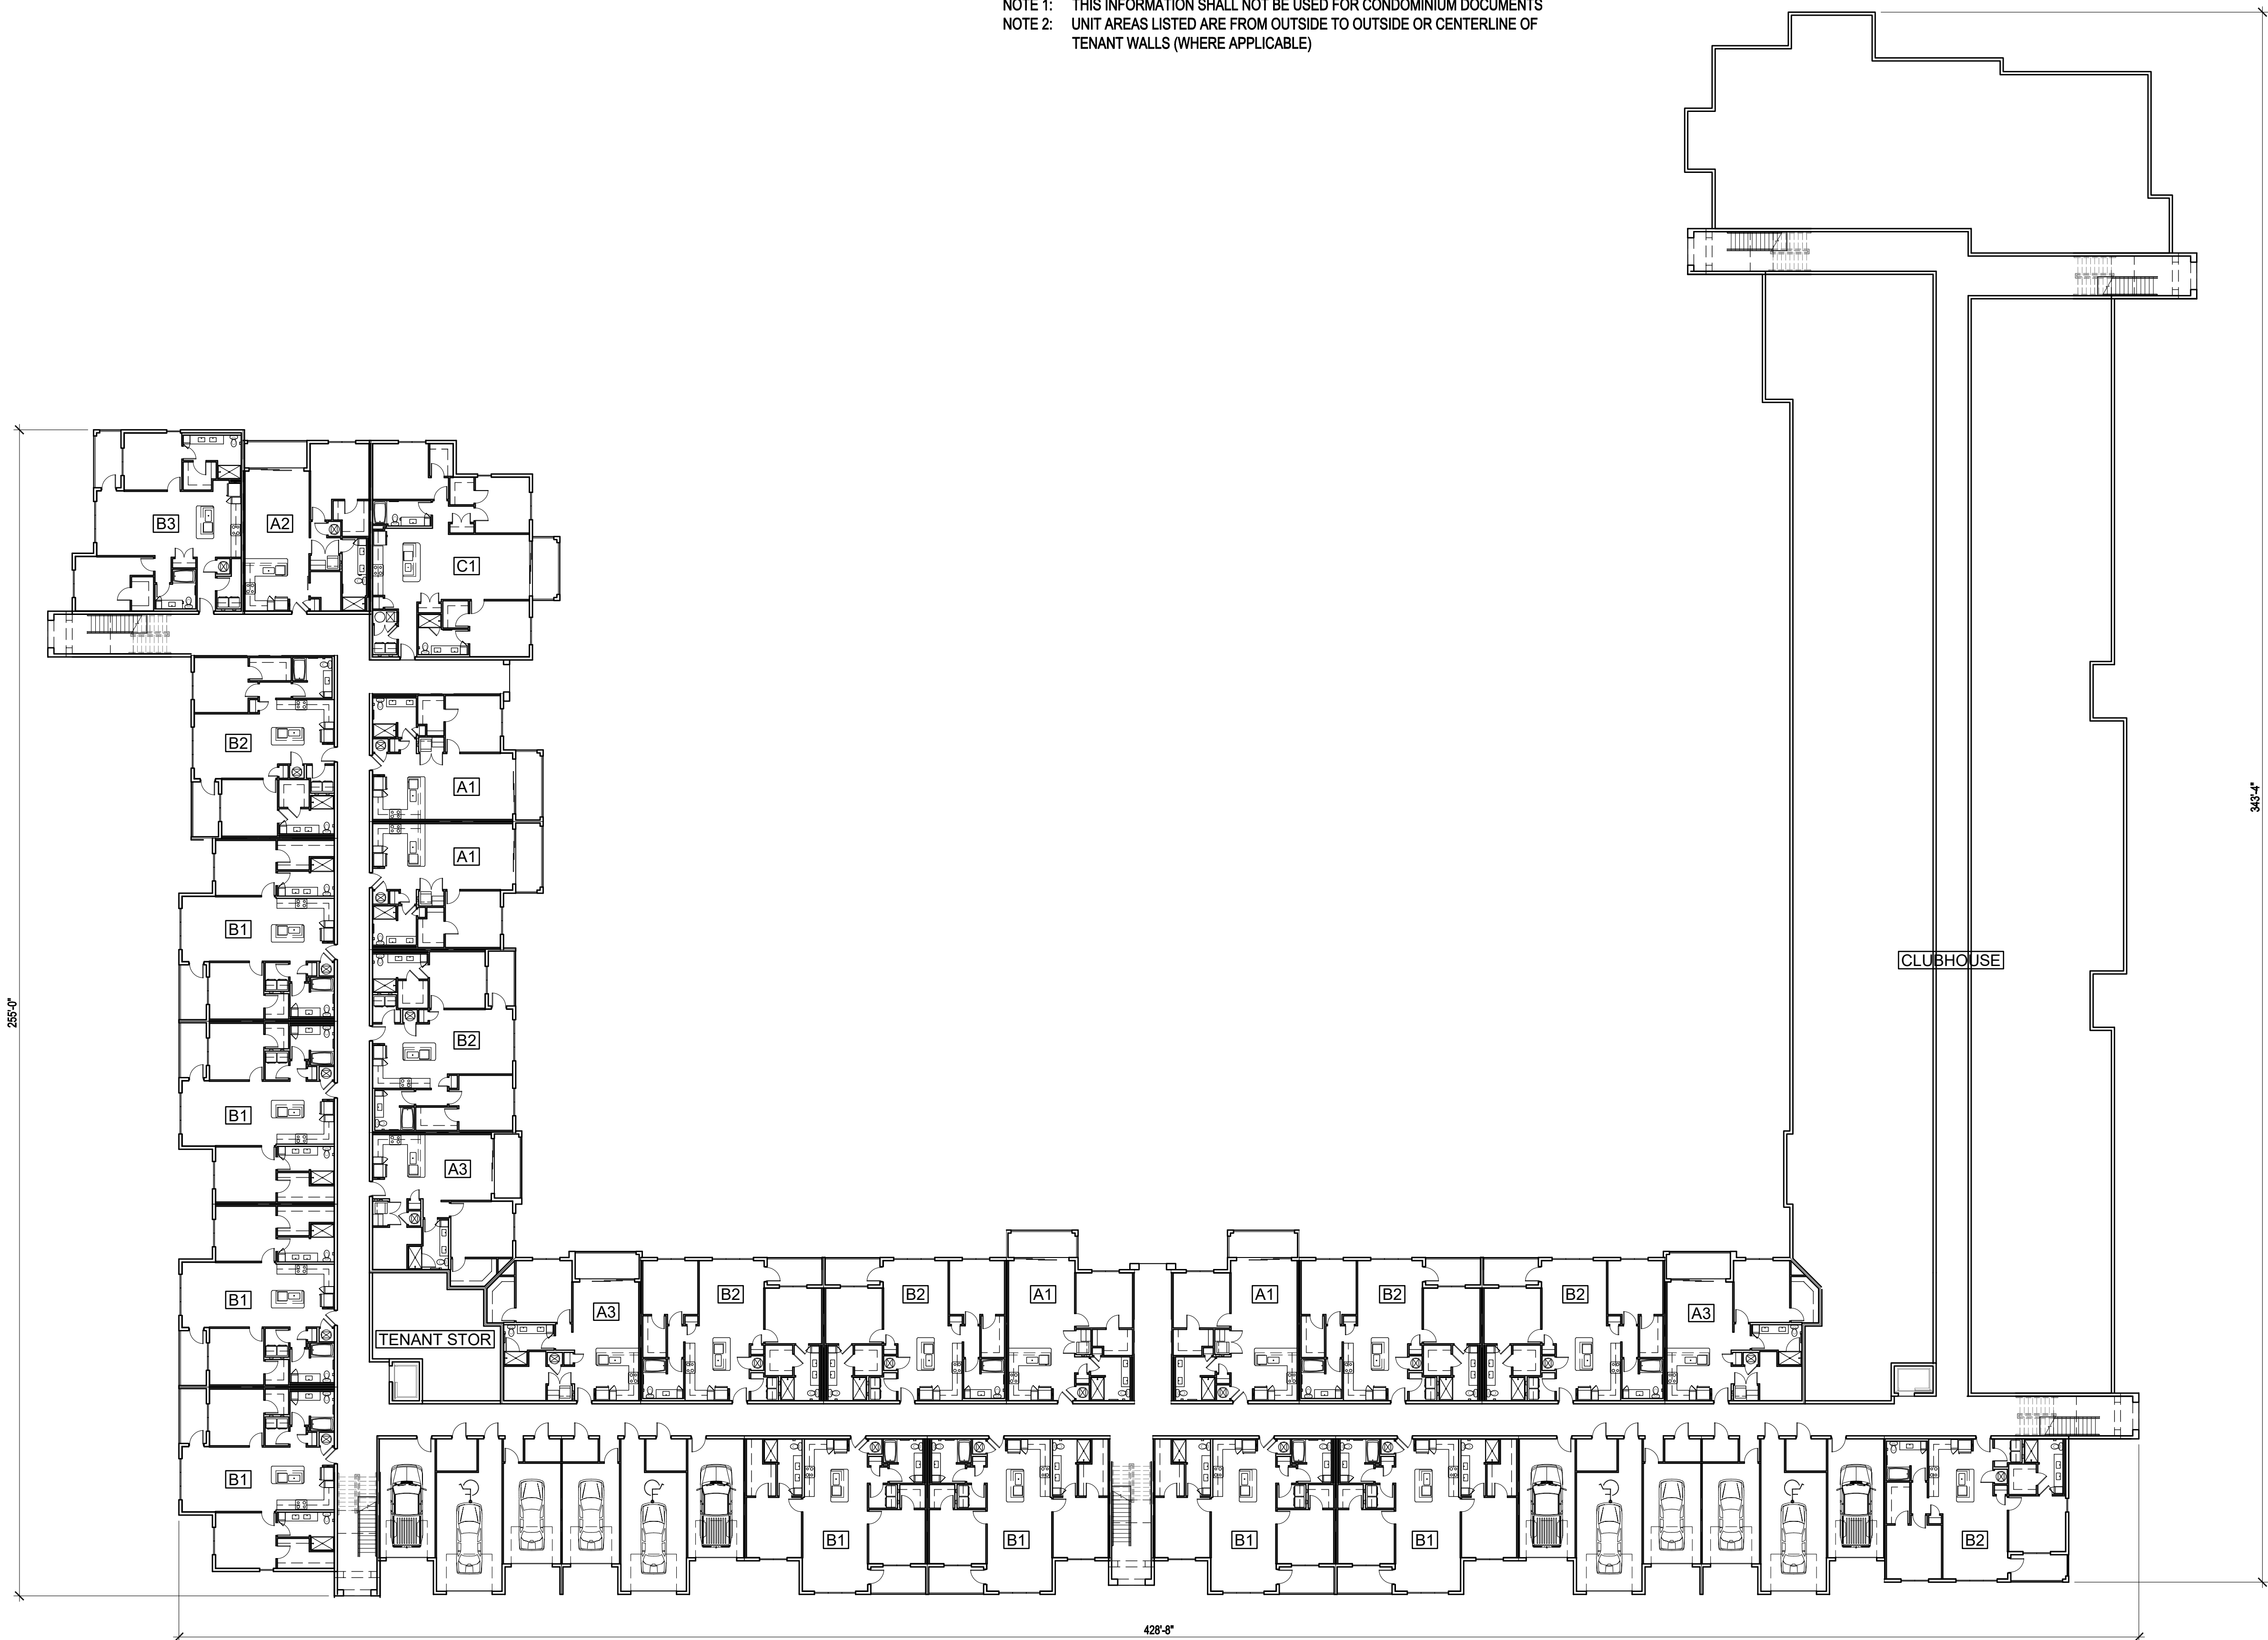 NOTE 1: THIS INFORMATION SHALL NOT BE USED FOR CONDOMINIUM DOCUMENTS
NOTE 2: UNIT AREAS LISTED ARE FROM OUTSIDE TO OUTSIDE OR CENTERLINE OF
TENANT WALLS (WHERE APPLICABLE)
B3
A2
C1
B2
A1
A1
B1
B2
B1
A3
B1
B1
255'-0"
343'-4"
CLUBHOUSE
TENANT STOR
A3
B2
B2
A1
A1
B2
B2
A3
B1
B1
B1
B1
B2
428'-8"